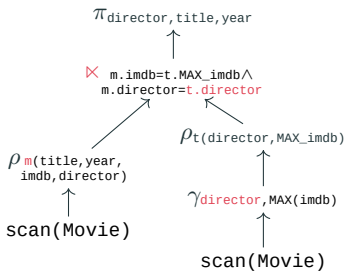 π director,title,year
⋉ m.imdb=t.MAX_imdb∧
m.director=t.director
ρ t(director,MAX_imdb)
ρ m(title,year,
imdb,director)
γ director,MAX(imdb)
scan(Movie)
scan(Movie)